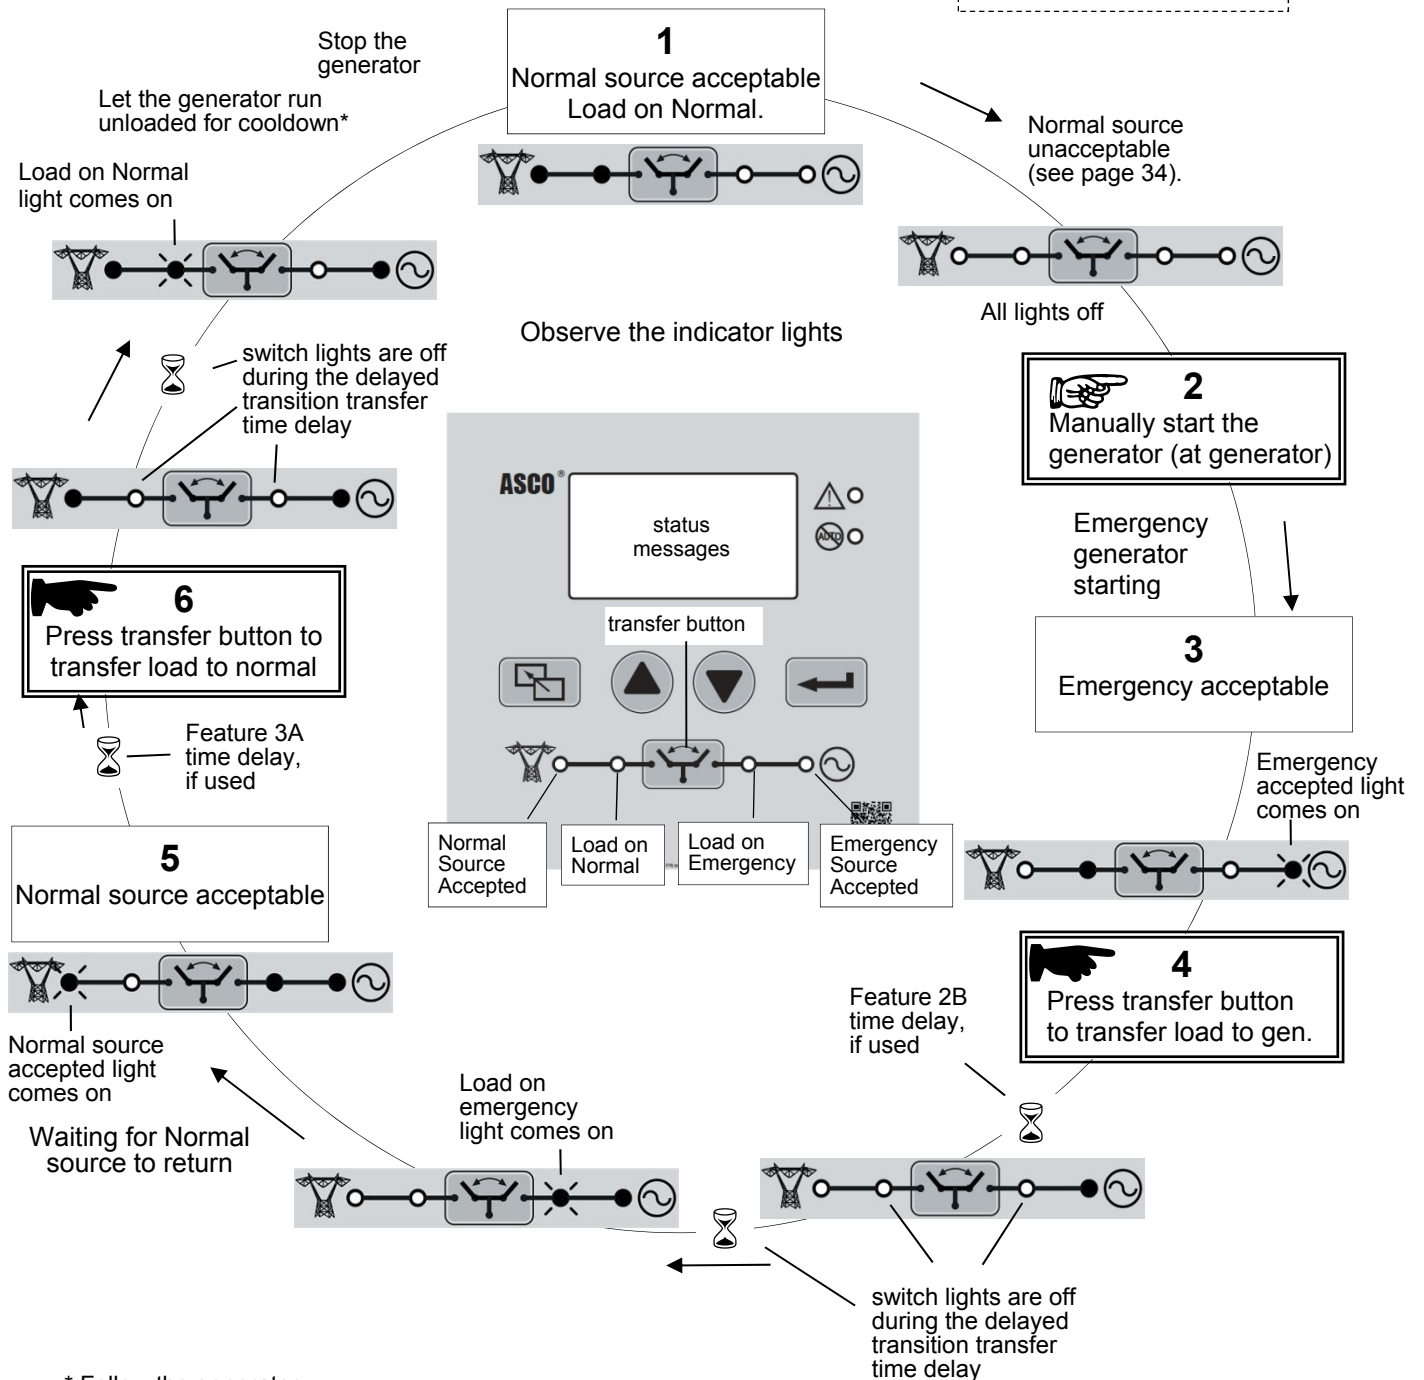 Stop the
generator
1
Normal source acceptable
Load on Normal.
Let the generator run
unloaded for cooldown*
Normal source
unacceptable
(see page 34).
Load on Normal
light comes on
All lights off
Observe the indicator lights
switch lights are off
during the delayed
transition transfer
time delay
2
Manually start the
generator (at generator)
ASCO®
status
messages
AUTO
Emergency
generator
starting
6
Press transfer button to
transfer load to normal
transfer button
3
Emergency acceptable
Feature 3A
time delay,
if used
Emergency
accepted light
comes on
Normal
Source
Accepted
Load on
Normal
Load on
Emergency
Emergency
Source
Accepted
5
Normal source acceptable
4
Press transfer button
to transfer load to gen.
Feature 2B
time delay,
if used
Normal source
accepted light
comes on
Load on
emergency
light comes on
Waiting for Normal
source to return
switch lights are off
during the delayed
transition transfer
time delay
* Follow the generator